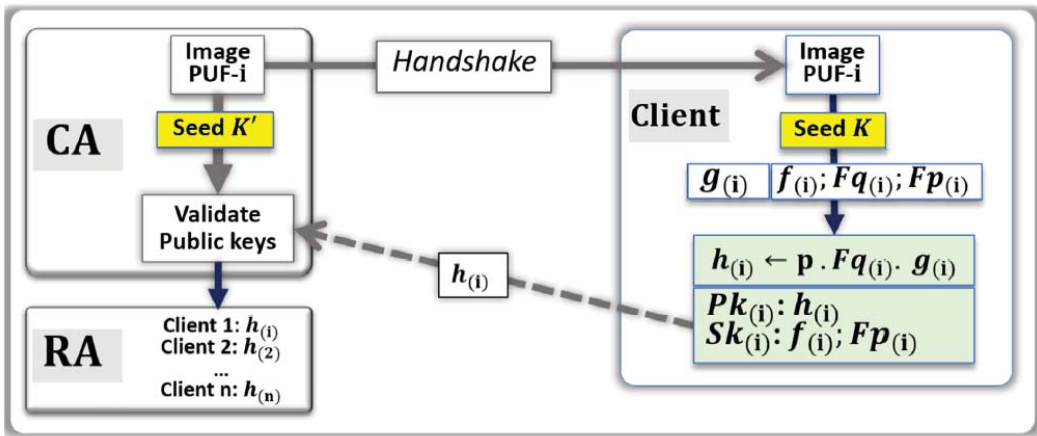 Image
PUF-i
Handshake
Image
PUF-i
CA
Seed K′
Client
Seed K
g(i)
f(i); Fq(i); Fp(i)
Validate
Public keys
h(i) ← p . Fq(i). g(i)
h(i)
Pk(i): h(i)
Sk(i): f(i); Fp(i)
RA
Client 1: h(i)
Client 2: h(2)
...
Client n: h(n)